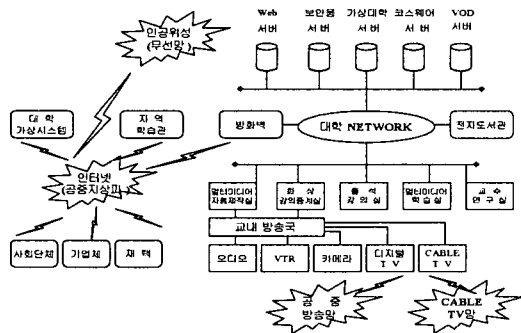 Web
서버
보안용
서버
가상대학
서버
코스웨어
서버
VOD
서버
인공위성
(무선망)
대학
가상시스템
지역
학습관
방화벽
대학 NETWORK
전자도서관
인터넷
(공중지상파)
멀티미디어
자료제작실
화상
강의중계실
출석
강의실
멀티미디어
학습실
교수
연구실
교내 방송국
사회단체
기업체
재택
오디오
VTR
카메라
디지탈
TV
CABLE
TV
공중
방송망
CABLE
TV망